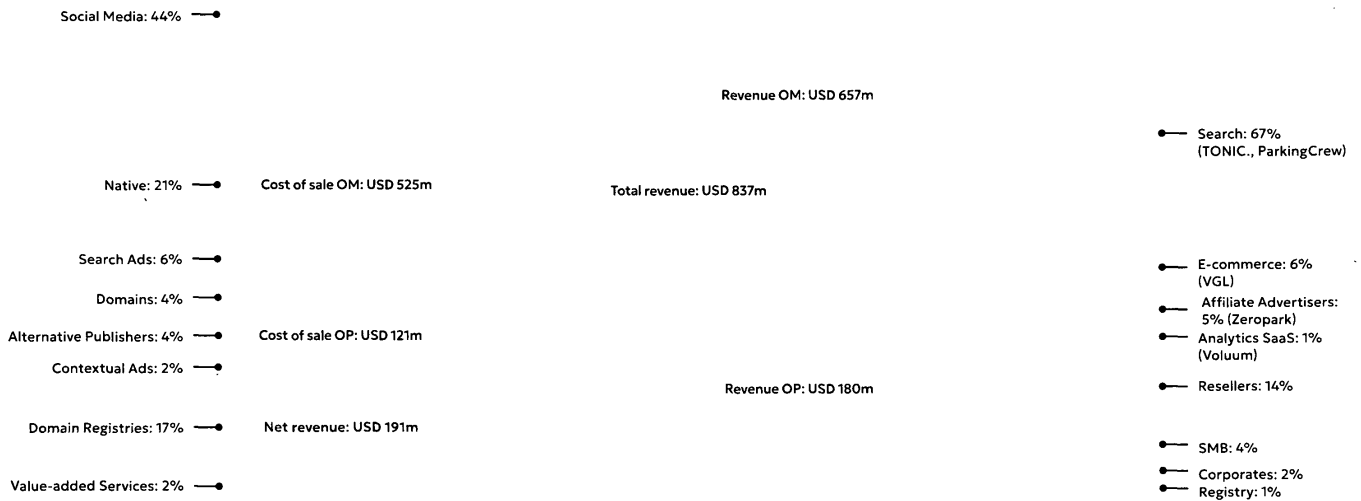 Social Media: 44%
Native: 21%
Search Ads: 6%
Domains: 4%
Alternative Publishers: 4%
Contextual Ads: 2%
Domain Registries: 17%
Value-added Services: 2%
Cost of sale OM: USD 525m
Cost of sale OP: USD 121m
Net revenue: USD 191m
Revenue OM: USD 657m
Total revenue: USD 837m
Revenue OP: USD 180m
Search: 67%
(TONIC., ParkingCrew)
E-commerce: 6%
(VGL)
Affiliate Advertisers:
5% (Zeropark)
Analytics SaaS: 1%
(Voluum)
Resellers: 14%
SMB: 4%
Corporates: 2%
Registry: 1%